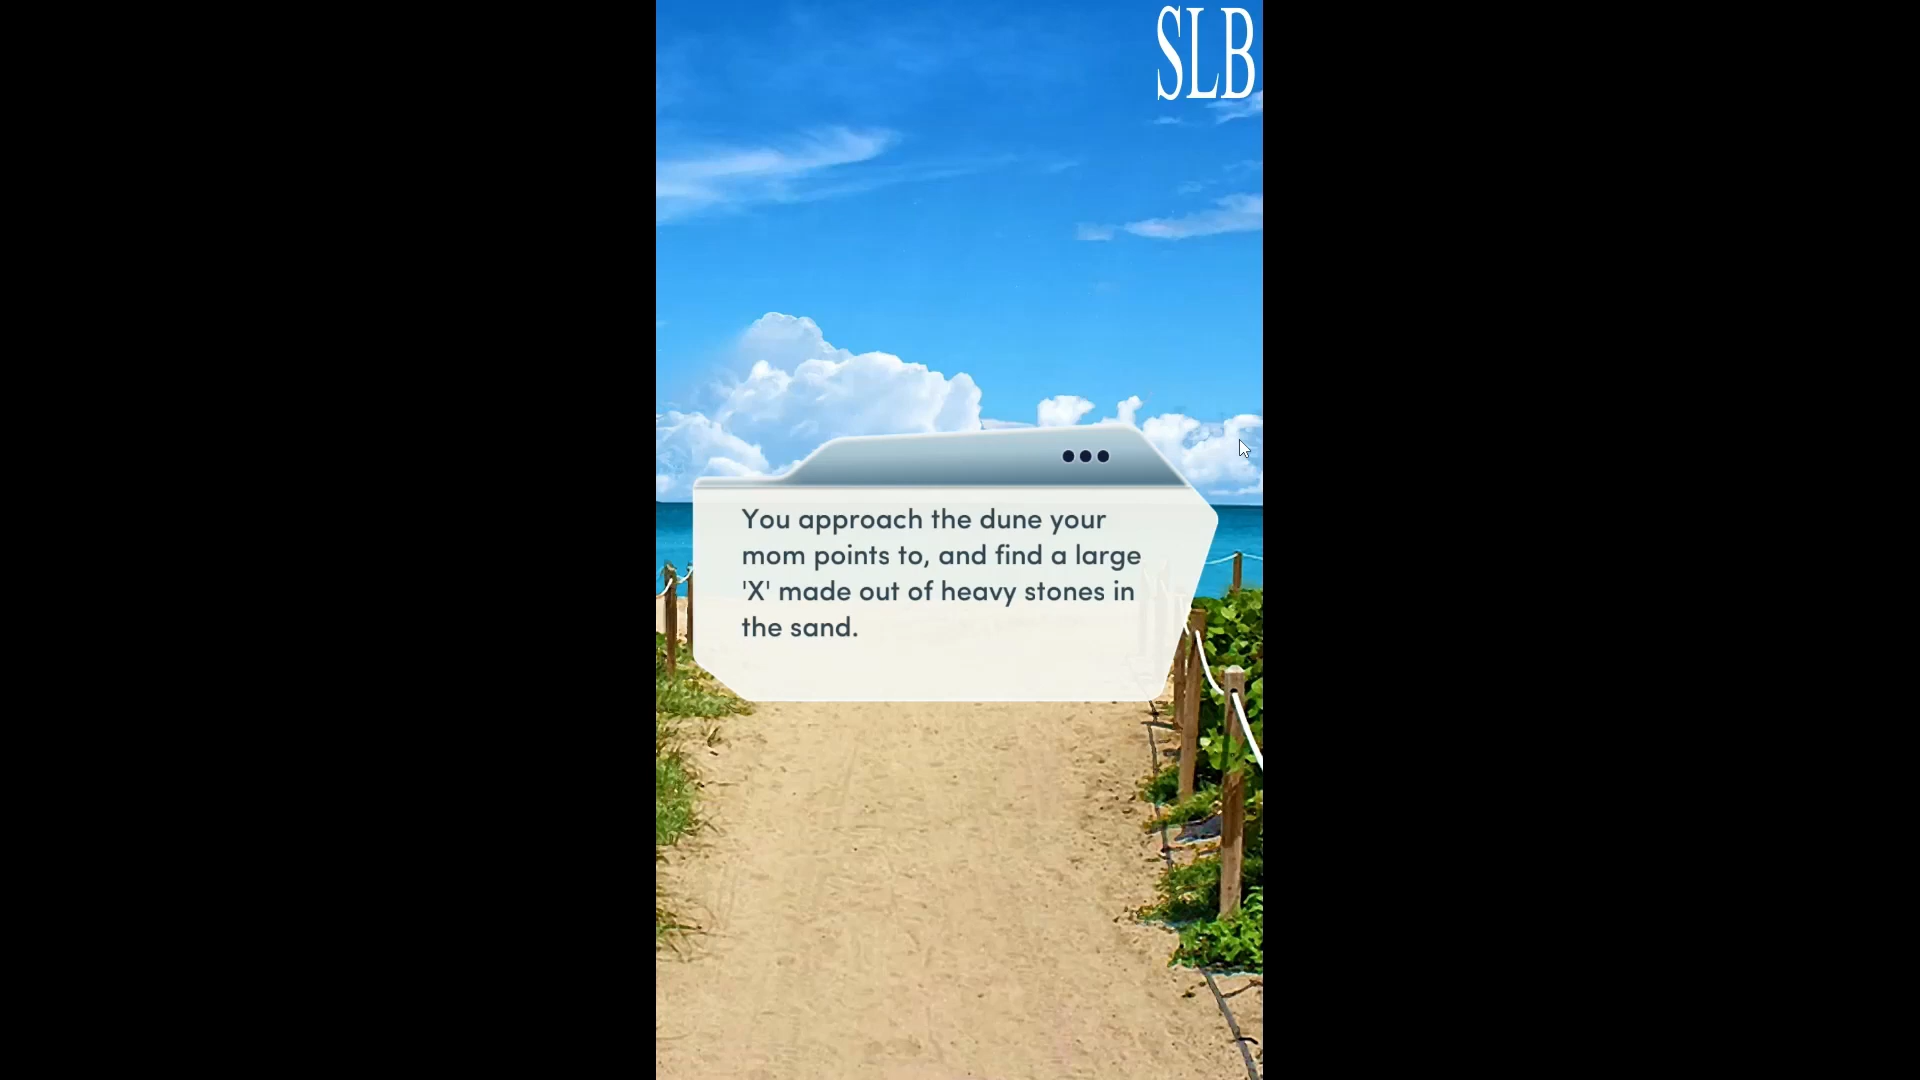 SLB
You approach the dune your
mom points to, and find a large
'X' made out of heavy stones in
the sand.